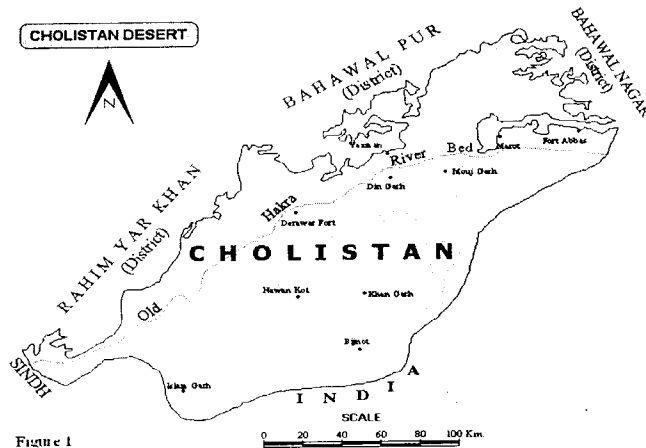 CHOLISTAN DESERT
N
BAHAWAL PUR
(District)
BAHAWAL NAGAR
(District)
RAHIM YAR KHAN
(District)
Yazman
Marot
Fort Abbas
Old Hakra River Bed
Din Garh
Mouj Garh
Derawar Fort
CHOLISTAN
Nawan Kot
Khan Garh
Bijnot
Islam Garh
SINDH
INDIA
SCALE
0 20 40 60 80 100 Km.
Figure 1